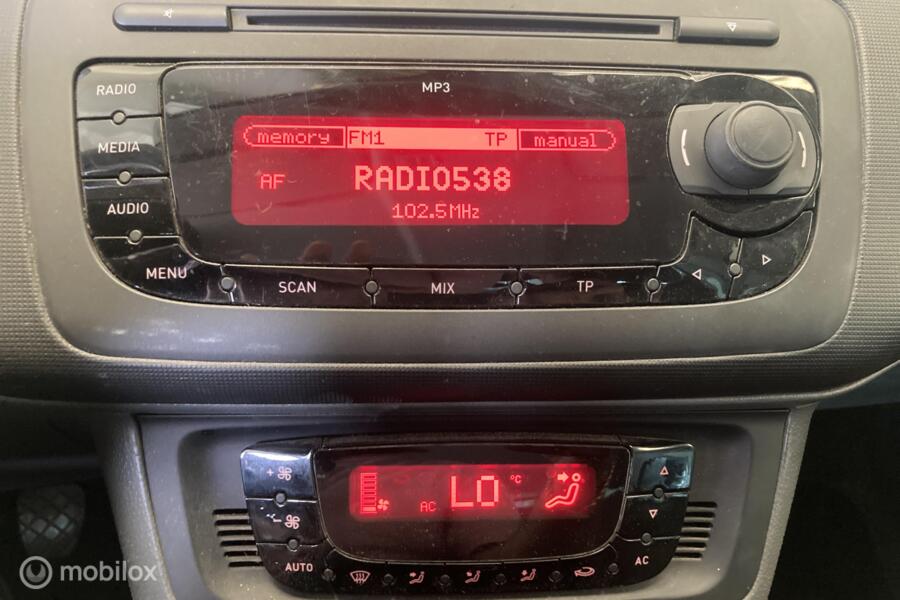 MP3
RADIO
MEDIA
AUDIO
MENU
memory FM1 TP manual
AF RADIO538
102.5MHz
SCAN MIX TP
AC LO °C
AUTO AC
mobilox